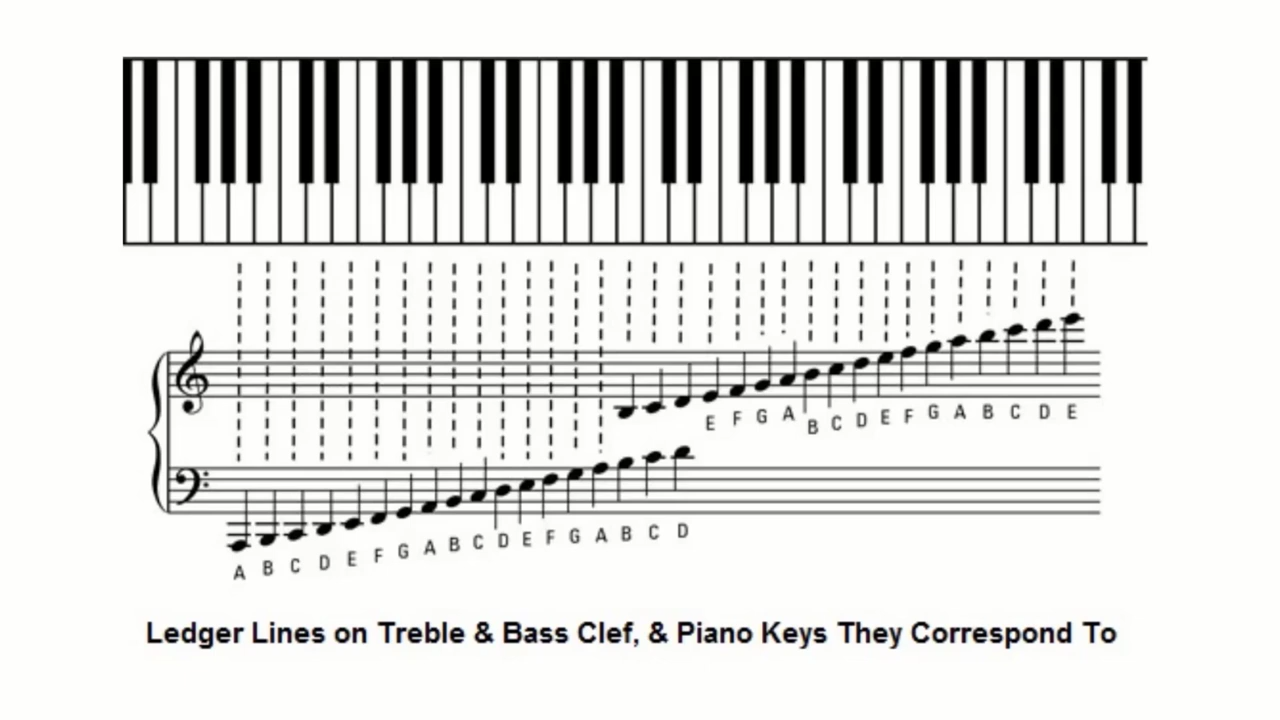 E F G A B C D E F G A B C D E
A B C D E F G A B C D E F G A B C D
Ledger Lines on Treble & Bass Clef, & Piano Keys They Correspond To